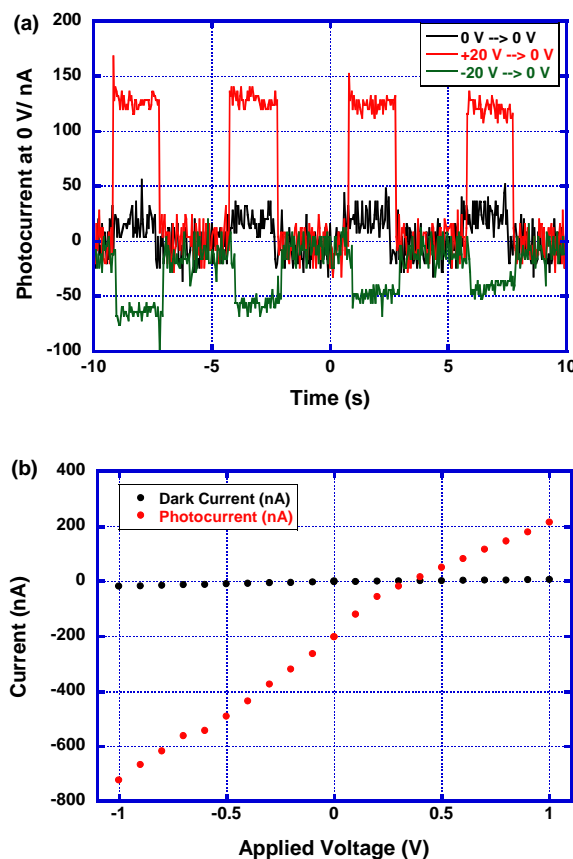 (a)
200
150
100
50
0
-50
-100
Photocurrent at 0 V/ nA
0 V --> 0 V
+20 V --> 0 V
-20 V --> 0 V
-10 -5 0 5 10
Time (s)
(b)
400
200
0
-200
-400
-600
-800
Current (nA)
Dark Current (nA)
Photocurrent (nA)
-1 -0.5 0 0.5 1
Applied Voltage (V)